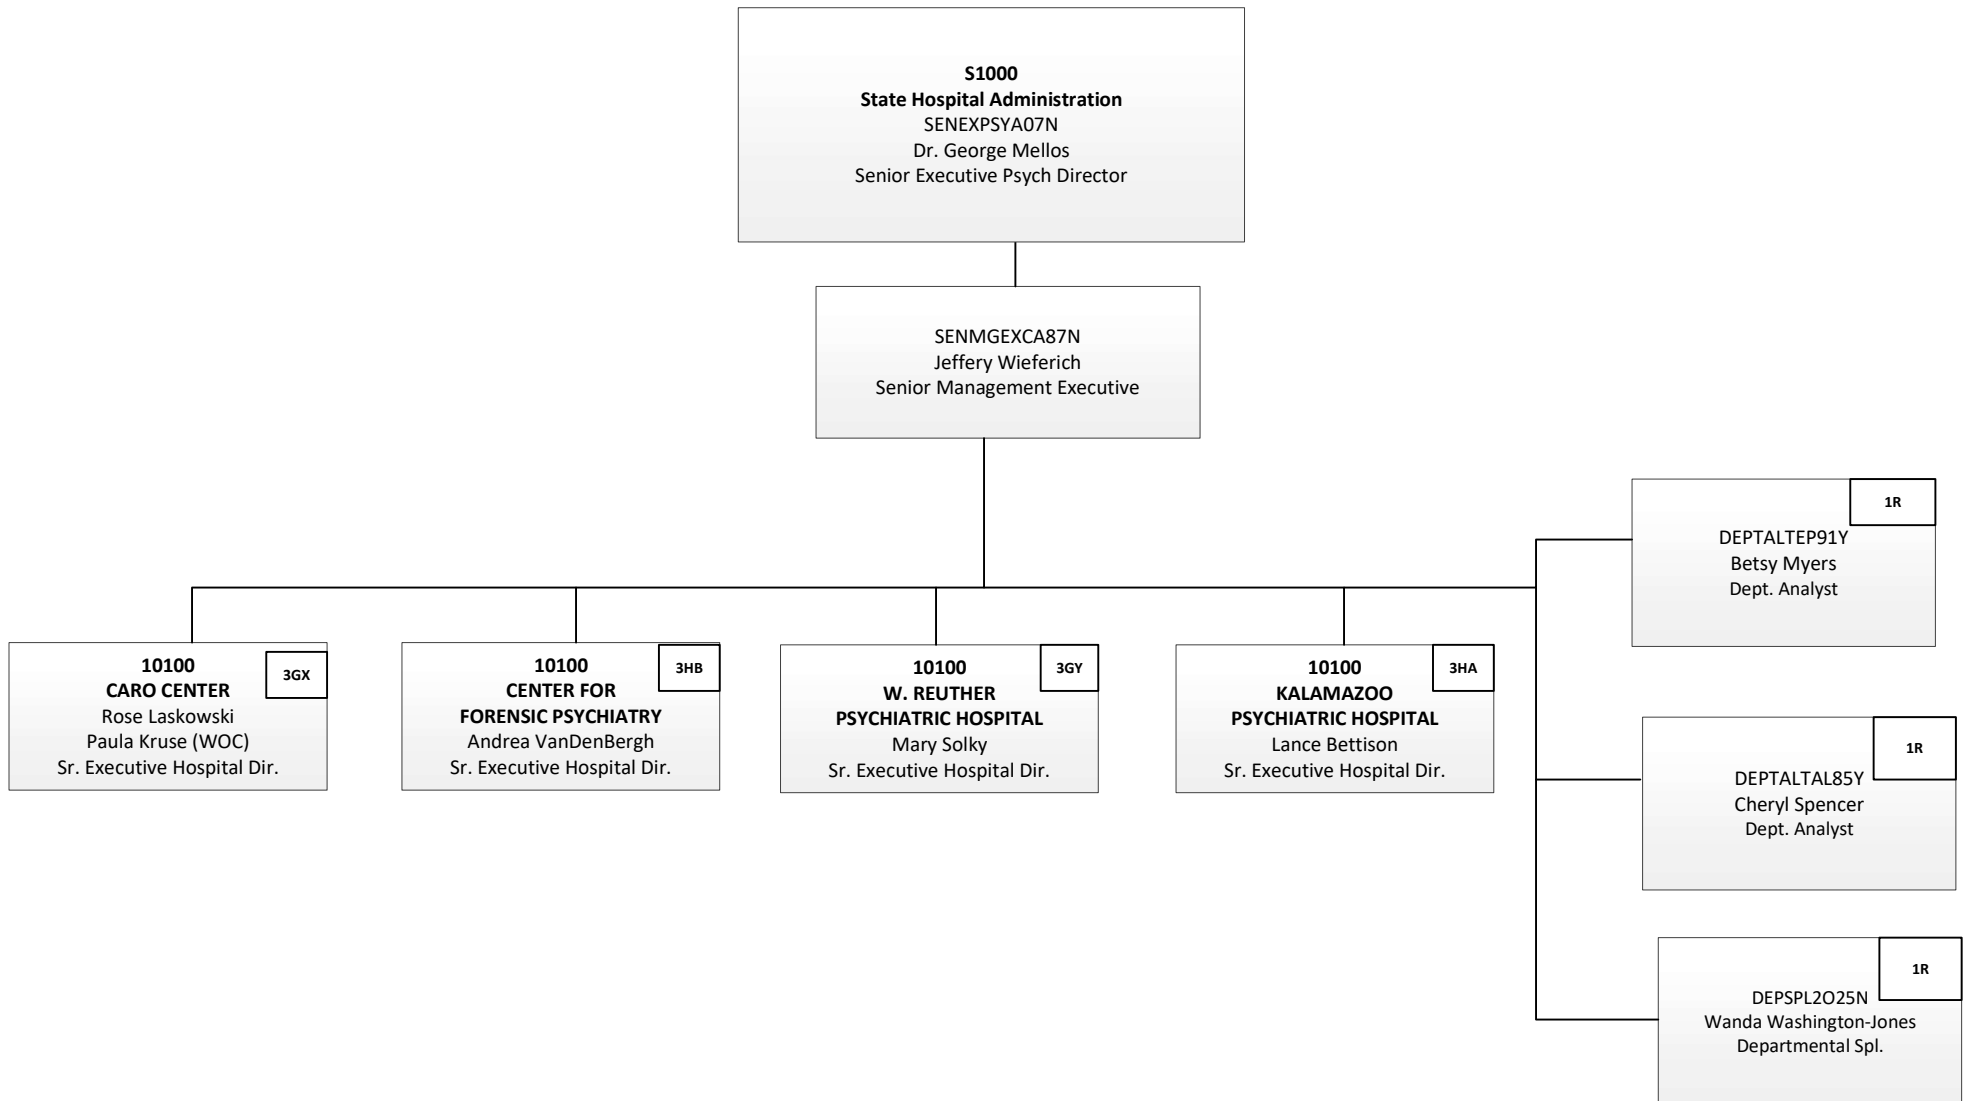 S1000
State Hospital Administration
SENEXPSYA07N
Dr. George Mellos
Senior Executive Psych Director
SENMGEXCA87N
Jeffery Wieferich
Senior Management Executive
1R
DEPTALTEP91Y
Betsy Myers
Dept. Analyst
10100
CARO CENTER
Rose Laskowski
Paula Kruse (WOC)
Sr. Executive Hospital Dir.
3GX
10100
CENTER FOR
FORENSIC PSYCHIATRY
Andrea VanDenBergh
Sr. Executive Hospital Dir.
3HB
10100
W. REUTHER
PSYCHIATRIC HOSPITAL
Mary Solky
Sr. Executive Hospital Dir.
3GY
10100
KALAMAZOO
PSYCHIATRIC HOSPITAL
Lance Bettison
Sr. Executive Hospital Dir.
3HA
1R
DEPTALTAL85Y
Cheryl Spencer
Dept. Analyst
1R
DEPSPL2O25N
Wanda Washington-Jones
Departmental Spl.